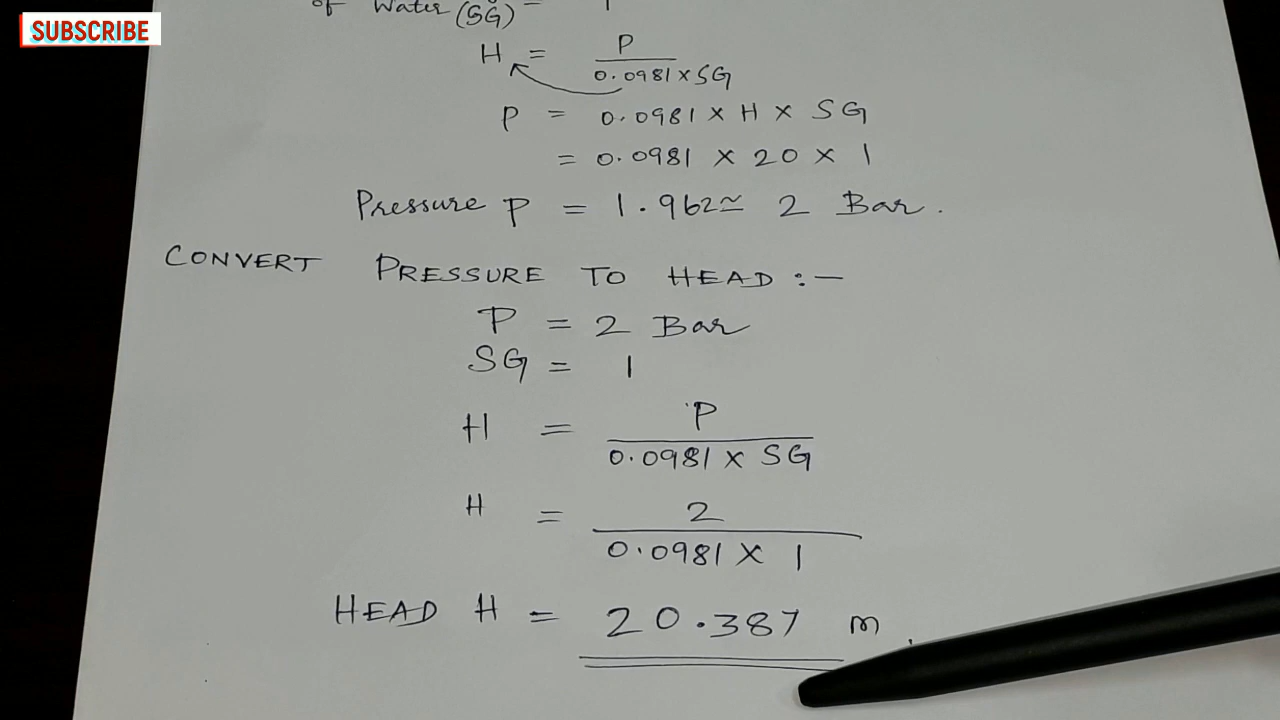 SUBSCRIBE
of Water (SG) = 1
H = P / 0.0981 × SG
P = 0.0981 × H × SG
= 0.0981 × 20 × 1
Pressure P = 1.962 ≃ 2 Bar.
CONVERT PRESSURE TO HEAD :-
P = 2 Bar
SG = 1
H = P / 0.0981 × SG
H = 2 / 0.0981 × 1
HEAD H = 20.387 m.